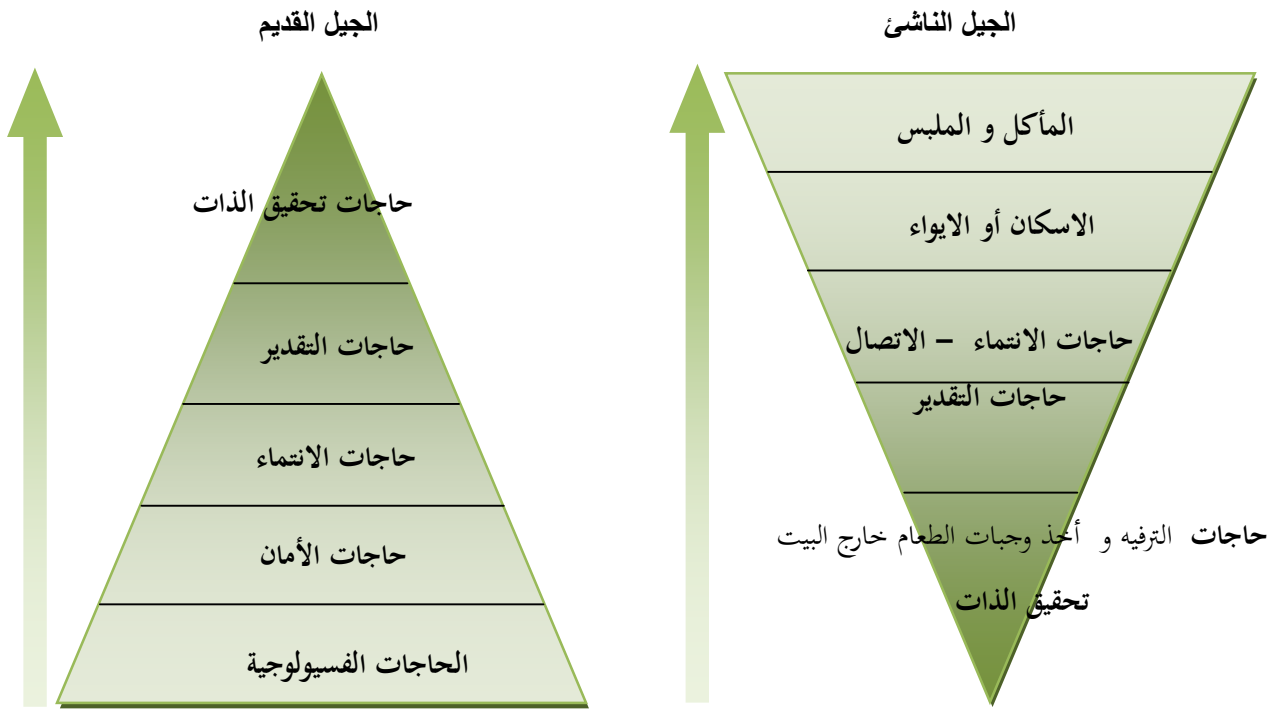 الجيل الناشئ
المأكل و الملبس
الاسكان أو الايواء
حاجات الانتماء – الاتصال
حاجات التقدير
حاجات الترفيه و أخذ وجبات الطعام خارج البيت
تحقيق الذات
الجيل القديم
حاجات تحقيق الذات
حاجات التقدير
حاجات الانتماء
حاجات الأمان
الحاجات الفسيولوجية